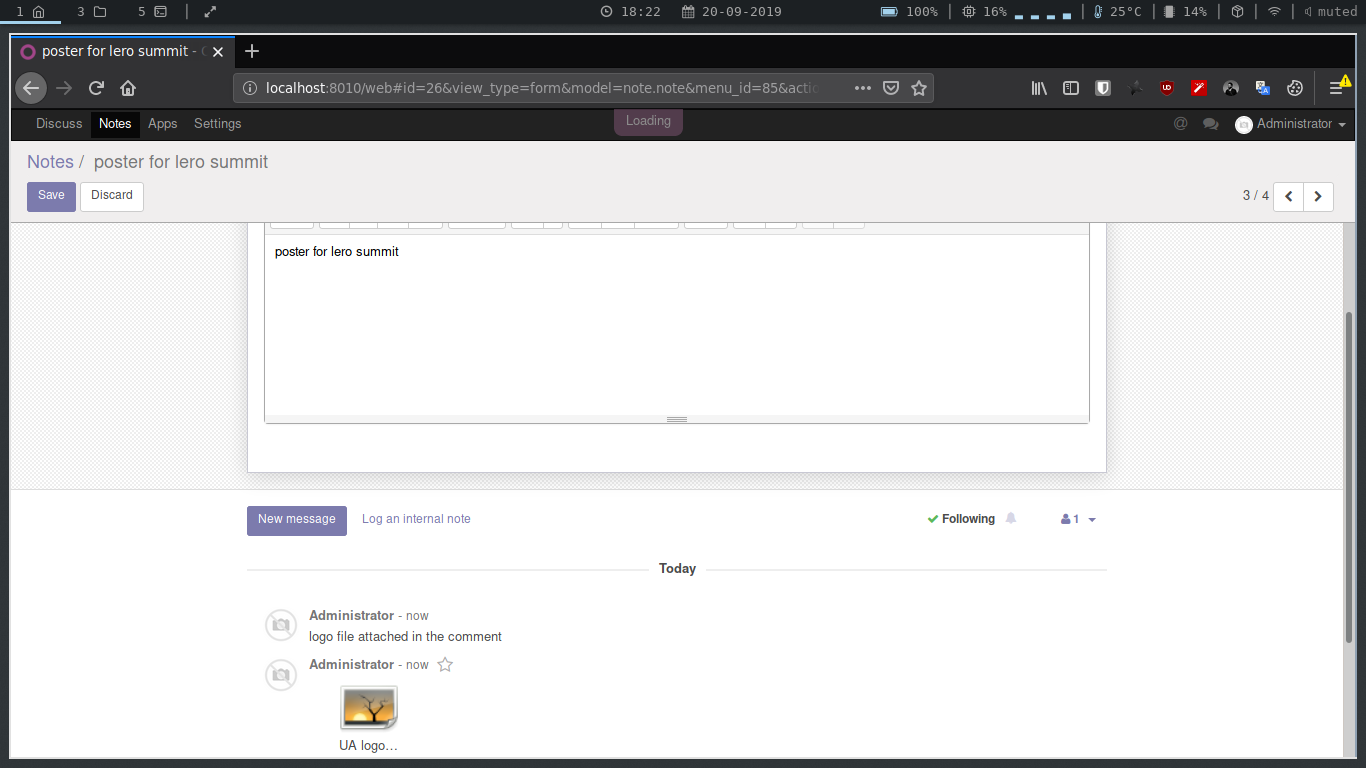 1 3 5 18:22 20-09-2019 100% 16% 25°C 14% muted
poster for lero summit -
localhost:8010/web#id=26&view_type=form&model=note.note&menu_id=85&actic
Discuss Notes Apps Settings Loading @ Administrator
Notes / poster for lero summit
Save Discard 3 / 4
poster for lero summit
New message Log an internal note Following 1
Today
Administrator - now
logo file attached in the comment
Administrator - now
UA logo…